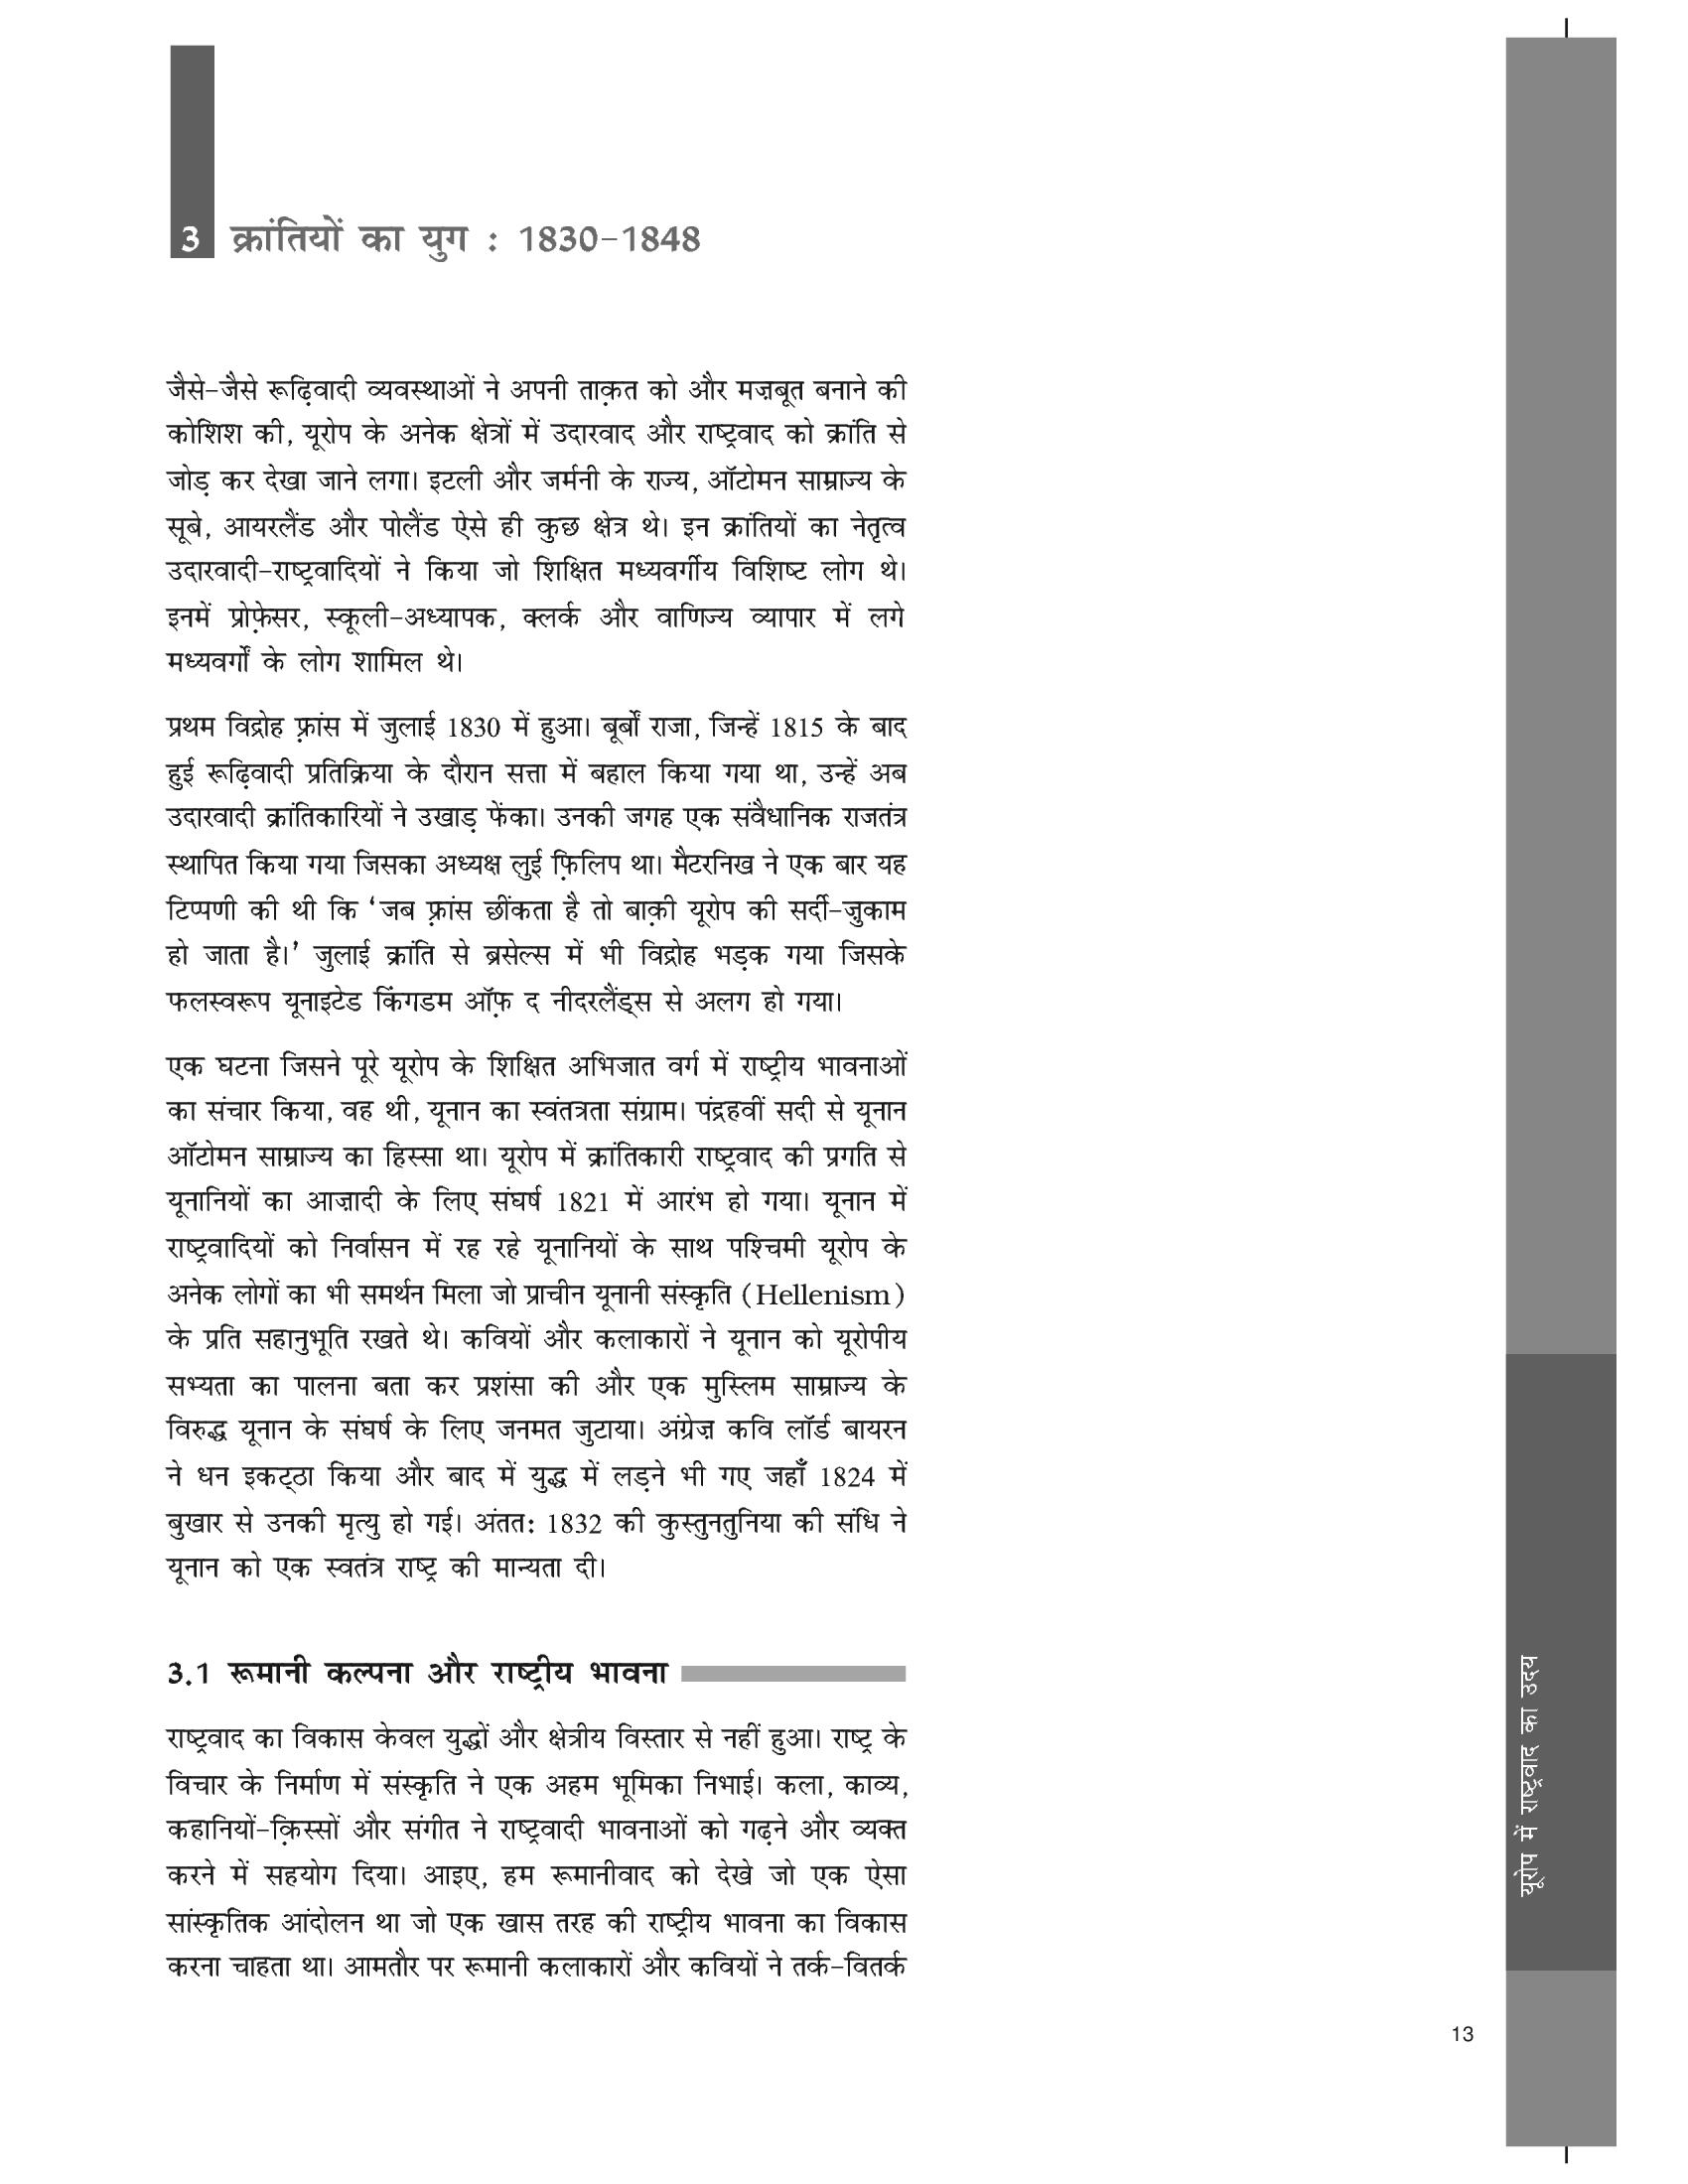 3 क्रांतियों का युग : 1830-1848
जैसे-जैसे रूढ़िवादी व्यवस्थाओं ने अपनी ताक़त को और मज़बूत बनाने की
कोशिश की, यूरोप के अनेक क्षेत्रों में उदारवाद और राष्ट्रवाद को क्रांति से
जोड़ कर देखा जाने लगा। इटली और जर्मनी के राज्य, ऑटोमन साम्राज्य के
सूबे, आयरलैंड और पोलैंड ऐसे ही कुछ क्षेत्र थे। इन क्रांतियों का नेतृत्व
उदारवादी-राष्ट्रवादियों ने किया जो शिक्षित मध्यवर्गीय विशिष्ट लोग थे।
इनमें प्रोफ़ेसर, स्कूली-अध्यापक, क्लर्क और वाणिज्य व्यापार में लगे
मध्यवर्गों के लोग शामिल थे।
प्रथम विद्रोह फ़्रांस में जुलाई 1830 में हुआ। बूर्बों राजा, जिन्हें 1815 के बाद
हुई रूढ़िवादी प्रतिक्रिया के दौरान सत्ता में बहाल किया गया था, उन्हें अब
उदारवादी क्रांतिकारियों ने उखाड़ फेंका। उनकी जगह एक संवैधानिक राजतंत्र
स्थापित किया गया जिसका अध्यक्ष लुई फ़िलिप था। मैटरनिख ने एक बार यह
टिप्पणी की थी कि ‘जब फ़्रांस छींकता है तो बाक़ी यूरोप की सर्दी-ज़ुकाम
हो जाता है।’ जुलाई क्रांति से ब्रसेल्स में भी विद्रोह भड़क गया जिसके
फलस्वरूप यूनाइटेड किंगडम ऑफ़ द नीदरलैंड्स से अलग हो गया।
एक घटना जिसने पूरे यूरोप के शिक्षित अभिजात वर्ग में राष्ट्रीय भावनाओं
का संचार किया, वह थी, यूनान का स्वंतत्रता संग्राम। पंद्रहवीं सदी से यूनान
ऑटोमन साम्राज्य का हिस्सा था। यूरोप में क्रांतिकारी राष्ट्रवाद की प्रगति से
यूनानियों का आज़ादी के लिए संघर्ष 1821 में आरंभ हो गया। यूनान में
राष्ट्रवादियों को निर्वासन में रह रहे यूनानियों के साथ पश्चिमी यूरोप के
अनेक लोगों का भी समर्थन मिला जो प्राचीन यूनानी संस्कृति (Hellenism)
के प्रति सहानुभूति रखते थे। कवियों और कलाकारों ने यूनान को यूरोपीय
सभ्यता का पालना बता कर प्रशंसा की और एक मुस्लिम साम्राज्य के
विरुद्ध यूनान के संघर्ष के लिए जनमत जुटाया। अंग्रेज़ कवि लॉर्ड बायरन
ने धन इकट्ठा किया और बाद में युद्ध में लड़ने भी गए जहाँ 1824 में
बुखार से उनकी मृत्यु हो गई। अंततः 1832 की कुस्तुनतुनिया की संधि ने
यूनान को एक स्वतंत्र राष्ट्र की मान्यता दी।
3.1 रूमानी कल्पना और राष्ट्रीय भावना
राष्ट्रवाद का विकास केवल युद्धों और क्षेत्रीय विस्तार से नहीं हुआ। राष्ट्र के
विचार के निर्माण में संस्कृति ने एक अहम भूमिका निभाई। कला, काव्य,
कहानियों-क़िस्सों और संगीत ने राष्ट्रवादी भावनाओं को गढ़ने और व्यक्त
करने में सहयोग दिया। आइए, हम रूमानीवाद को देखे जो एक ऐसा
सांस्कृतिक आंदोलन था जो एक खास तरह की राष्ट्रीय भावना का विकास
करना चाहता था। आमतौर पर रूमानी कलाकारों और कवियों ने तर्क-वितर्क
यूरोप में राष्ट्रवाद का उदय
13